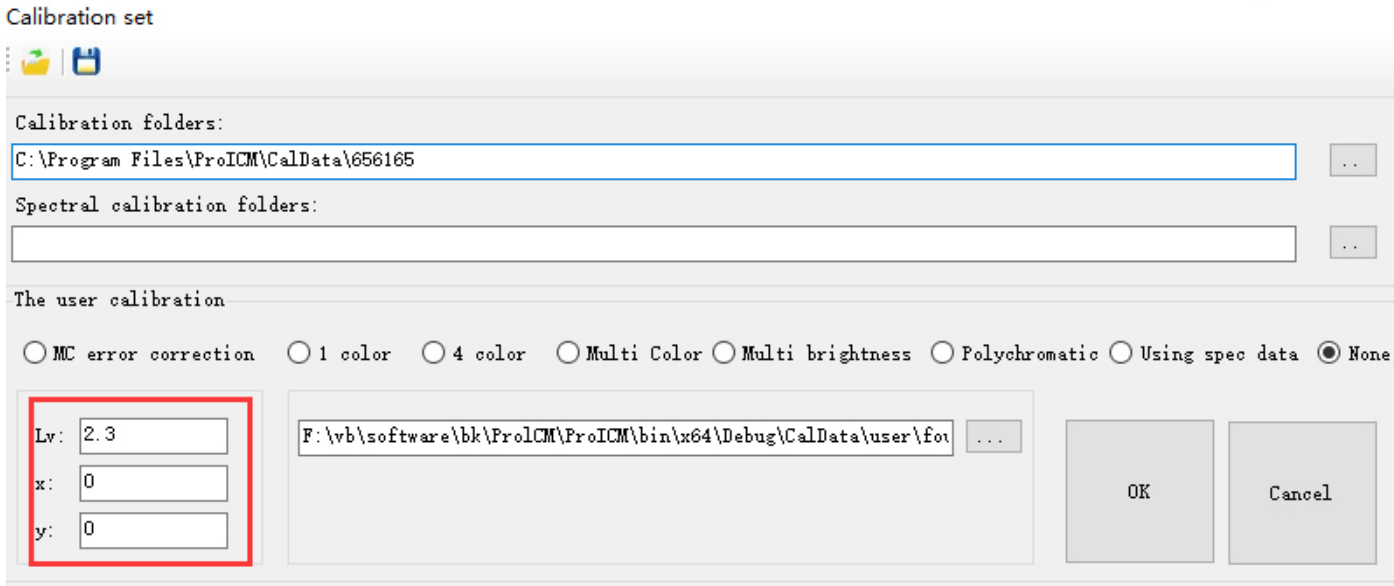 Calibration set
Calibration folders:
C:\Program Files\ProICM\CalData\656165
..
Spectral calibration folders:
..
The user calibration
MC error correction 1 color 4 color Multi Color Multi brightness Polychromatic Using spec data None
Lv: 2.3
x: 0
y: 0
F:\vb\software\bk\ProlCM\ProICM\bin\x64\Debug\CalData\user\fou
...
OK
Cancel